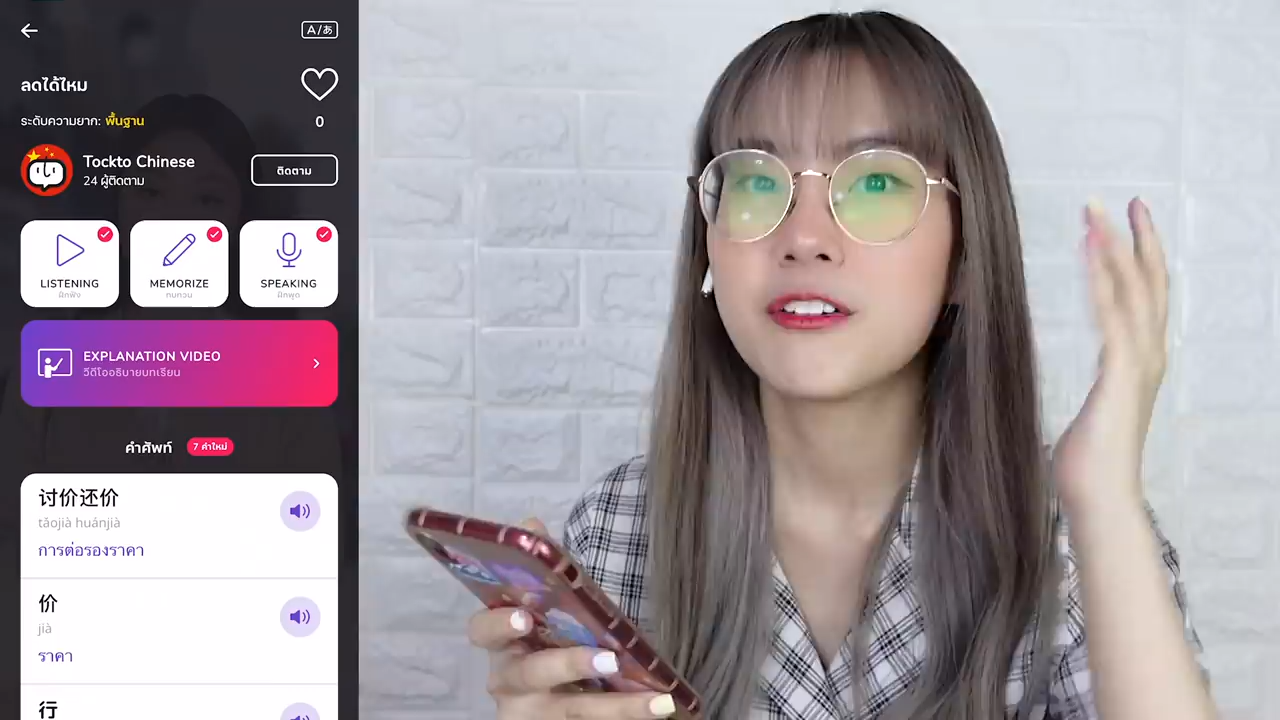 A/あ
ลดได้ไหม
ระดับความยาก: พื้นฐาน
0
Tockto Chinese
24 ผู้ติดตาม
ติดตาม
LISTENING
ฝึกฟัง
MEMORIZE
ทบทวน
SPEAKING
ฝึกพูด
EXPLANATION VIDEO
วีดีโออธิบายบทเรียน
คำศัพท์
7 คำใหม่
讨价还价
tǎojià huánjià
การต่อรองราคา
价
jià
ราคา
行